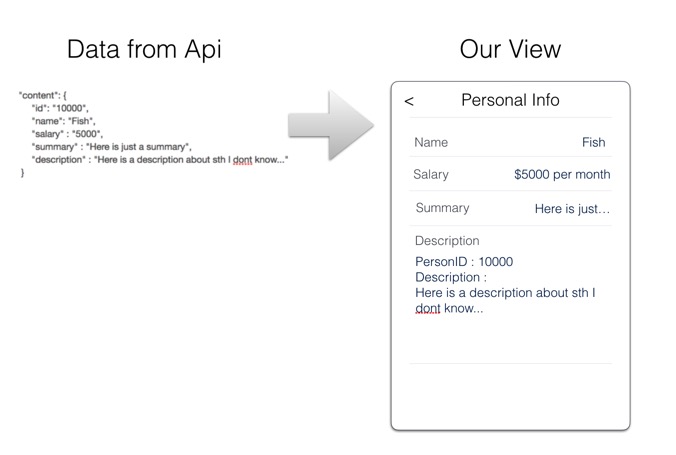 Data from Api
"content": {
"id": "10000",
"name": "Fish",
"salary" : "5000",
"summary" : "Here is just a summary",
"description" : "Here is a description about sth I dont know..."
}
Our View
< Personal Info
Name Fish
Salary $5000 per month
Summary Here is just...
Description
PersonID : 10000
Description :
Here is a description about sth I
dont know...